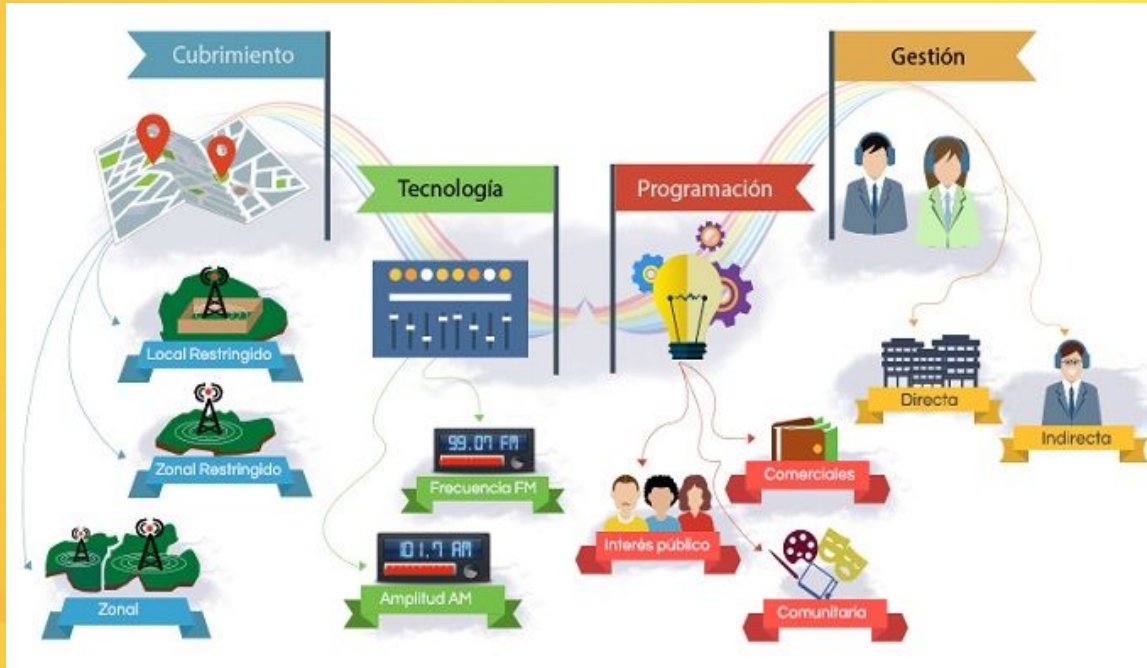 Cubrimiento
Gestión
Tecnología
Programación
Local Restringido
Zonal Restringido
Zonal
99.07 FM
Frecuencia FM
101.7 AM
Amplitud AM
Interés público
Comerciales
Comunitaria
Directa
Indirecta